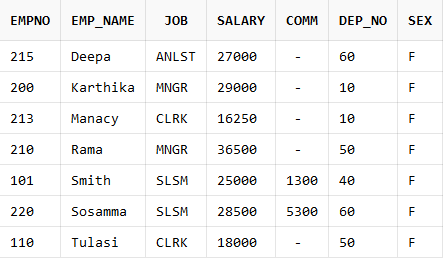 EMPNO EMP_NAME JOB SALARY COMM DEP_NO SEX
215 Deepa ANLST 27000 - 60 F
200 Karthika MNGR 29000 - 10 F
213 Manacy CLRK 16250 - 10 F
210 Rama MNGR 36500 - 50 F
101 Smith SLSM 25000 1300 40 F
220 Sosamma SLSM 28500 5300 60 F
110 Tulasi CLRK 18000 - 50 F